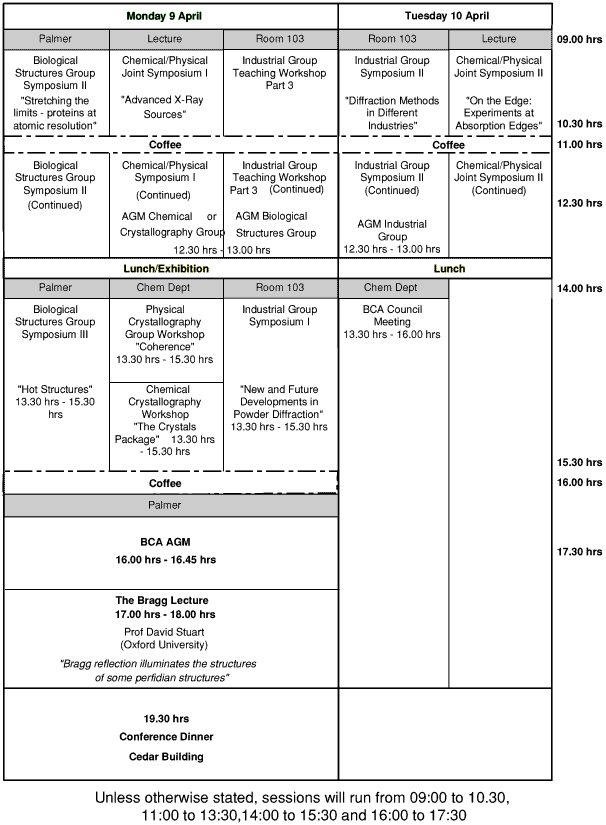 Monday 9 April
Tuesday 10 April
Palmer
Lecture
Room 103
Room 103
Lecture
09.00 hrs
Biological
Structures Group
Symposium II
"Stretching the
limits - proteins at
atomic resolution"
Chemical/Physical
Joint Symposium I
"Advanced X-Ray
Sources"
Industrial Group
Teaching Workshop
Part 3
Industrial Group
Symposium II
"Diffraction Methods
in Different
Industries"
Chemical/Physical
Joint Symposium II
"On the Edge:
Experiments at
Absorption Edges"
10.30 hrs
Coffee
Coffee
11.00 hrs
Biological
Structures Group
Symposium II
(Continued)
Chemical/Physical
Symposium I
(Continued)
AGM Chemical or
Crystallography Group
Industrial Group
Teaching Workshop
Part 3 (Continued)
AGM Biological
Structures Group
12.30 hrs - 13.00 hrs
Industrial Group
Symposium II
(Continued)
AGM Industrial
Group
12.30 hrs - 13.00 hrs
Chemical/Physical
Joint Symposium II
(Continued)
12.30 hrs
Lunch/Exhibition
Lunch
Palmer
Chem Dept
Room 103
Chem Dept
14.00 hrs
Biological
Structures Group
Symposium III
"Hot Structures"
13.30 hrs - 15.30
hrs
Physical
Crystallography
Group Workshop
"Coherence"
13.30 hrs - 15.30 hrs
Chemical
Crystallography
Workshop
"The Crystals
Package" 13.30 hrs
- 15.30 hrs
Industrial Group
Symposium I
"New and Future
Developments in
Powder Diffraction"
13.30 hrs - 15.30 hrs
BCA Council
Meeting
13.30 hrs - 16.00 hrs
15.30 hrs
Coffee
16.00 hrs
Palmer
BCA AGM
16.00 hrs - 16.45 hrs
17.30 hrs
The Bragg Lecture
17.00 hrs - 18.00 hrs
Prof David Stuart
(Oxford University)
"Bragg reflection illuminates the structures
of some perfidian structures"
19.30 hrs
Conference Dinner
Cedar Building
Unless otherwise stated, sessions will run from 09:00 to 10.30,
11:00 to 13:30,14:00 to 15:30 and 16:00 to 17:30